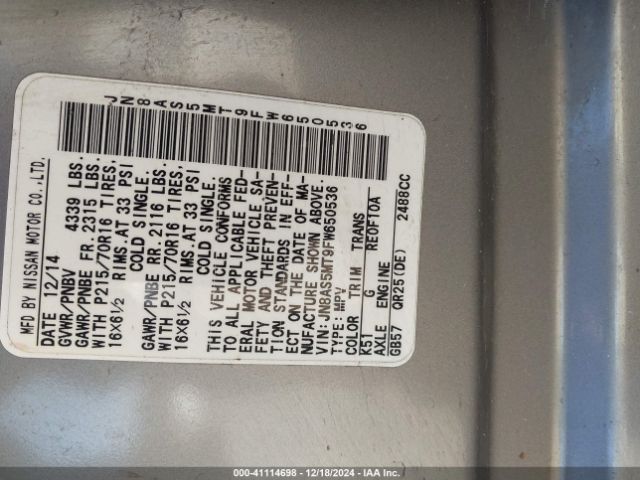 JN8AS5MT9FW650536
MFD BY NISSAN MOTOR CO.,LTD.
DATE 12/14
GVWR/PNBV 4339 LBS.
GAWR/PNBE FR. 2315 LBS.
WITH P215/70R16 TIRES,
16X6½ RIMS. AT 33 PSI
COLD SINGLE.
GAWR/PNBE RR. 2116 LBS.
WITH P215/70R16 TIRES,
16X6½ RIMS. AT 33 PSI
COLD SINGLE.
THIS VEHICLE CONFORMS
TO ALL APPLICABLE FED-
ERAL MOTOR VEHICLE SA-
FETY AND THEFT PREVEN-
TION STANDARDS IN EFF-
ECT ON THE DATE OF MA-
NUFACTURE SHOWN ABOVE.
VIN: JN8AS5MT9FW650536
TYPE: MPV
COLOR TRIM TRANS
K51 G RE0F10A
AXLE ENGINE
GB57 QR25(DE) 2488CC
000-41114698 - 12/18/2024 - IAA Inc.